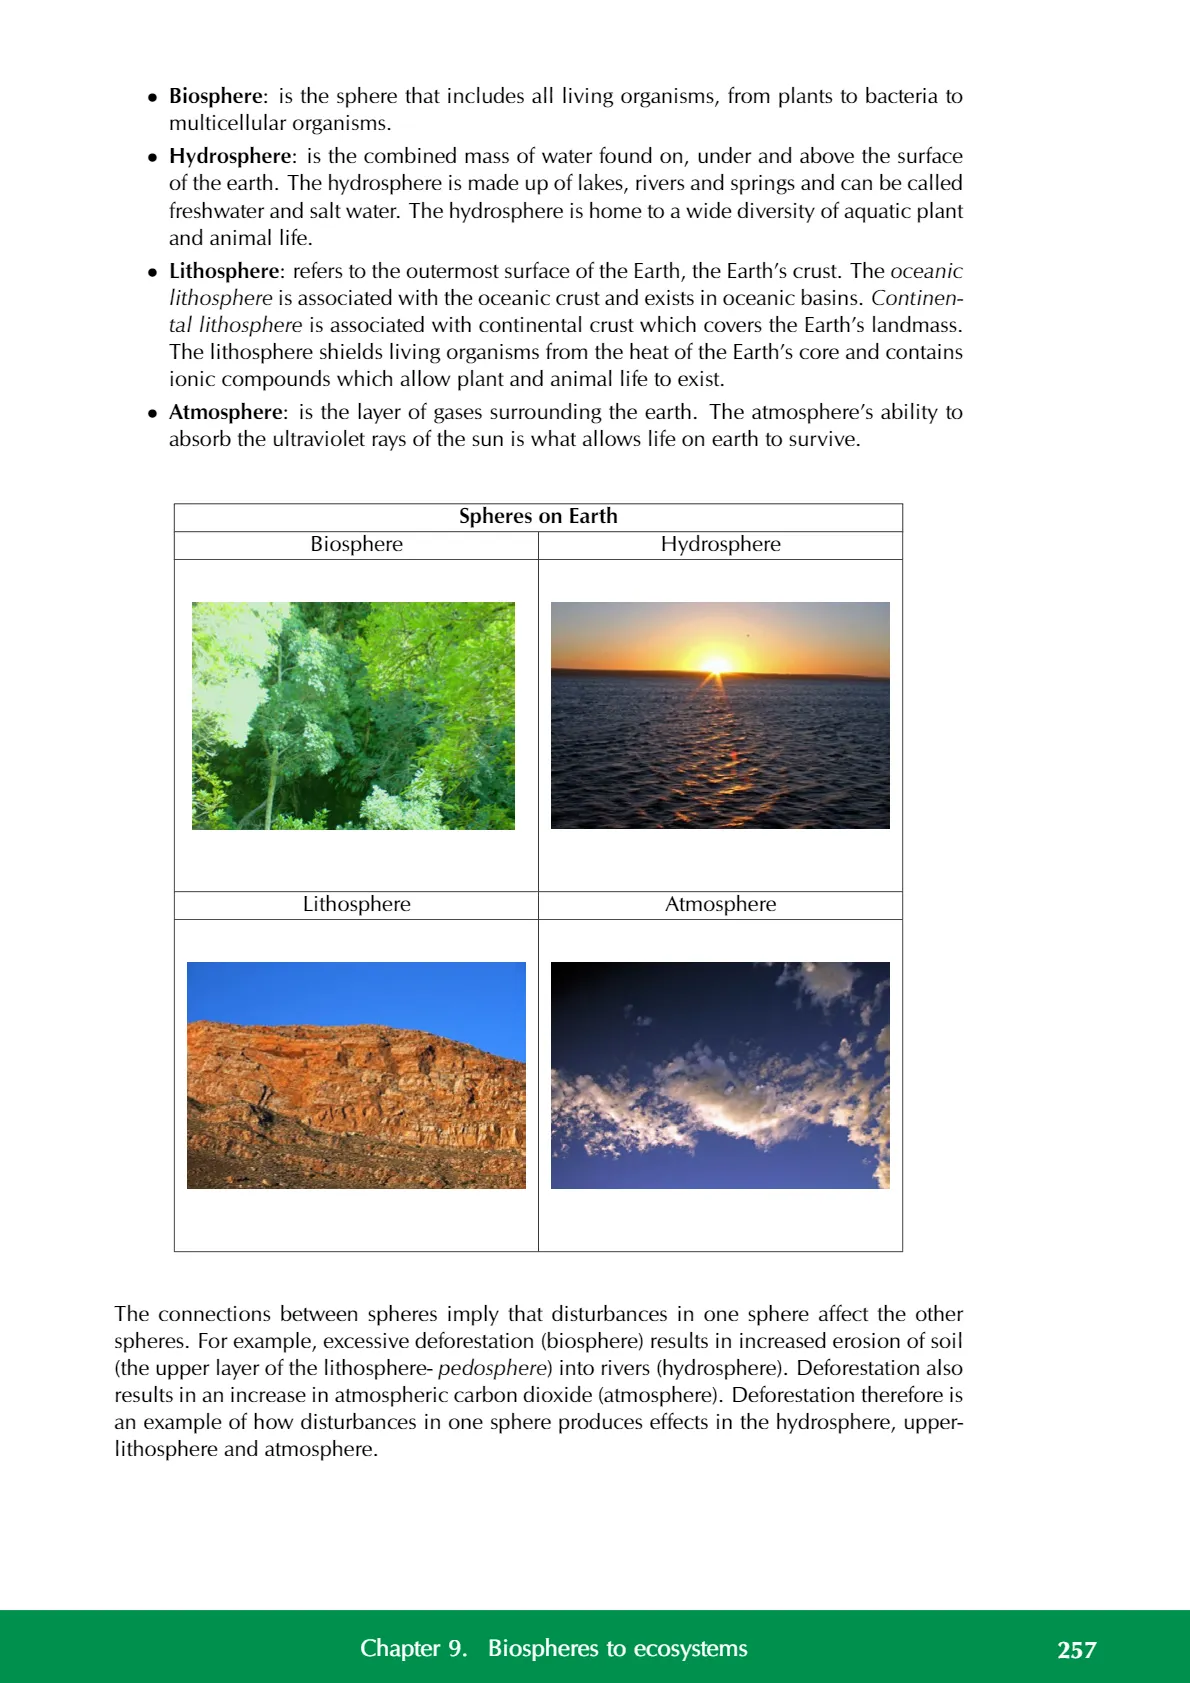 • Biosphere: is the sphere that includes all living organisms, from plants to bacteria to
multicellular organisms.
• Hydrosphere: is the combined mass of water found on, under and above the surface
of the earth. The hydrosphere is made up of lakes, rivers and springs and can be called
freshwater and salt water. The hydrosphere is home to a wide diversity of aquatic plant
and animal life.
• Lithosphere: refers to the outermost surface of the Earth, the Earth’s crust. The oceanic
lithosphere is associated with the oceanic crust and exists in oceanic basins. Continen-
tal lithosphere is associated with continental crust which covers the Earth’s landmass.
The lithosphere shields living organisms from the heat of the Earth’s core and contains
ionic compounds which allow plant and animal life to exist.
• Atmosphere: is the layer of gases surrounding the earth. The atmosphere’s ability to
absorb the ultraviolet rays of the sun is what allows life on earth to survive.
Spheres on Earth
Biosphere Hydrosphere
Lithosphere Atmosphere
The connections between spheres imply that disturbances in one sphere affect the other
spheres. For example, excessive deforestation (biosphere) results in increased erosion of soil
(the upper layer of the lithosphere- pedosphere) into rivers (hydrosphere). Deforestation also
results in an increase in atmospheric carbon dioxide (atmosphere). Deforestation therefore is
an example of how disturbances in one sphere produces effects in the hydrosphere, upper-
lithosphere and atmosphere.
Chapter 9. Biospheres to ecosystems 257